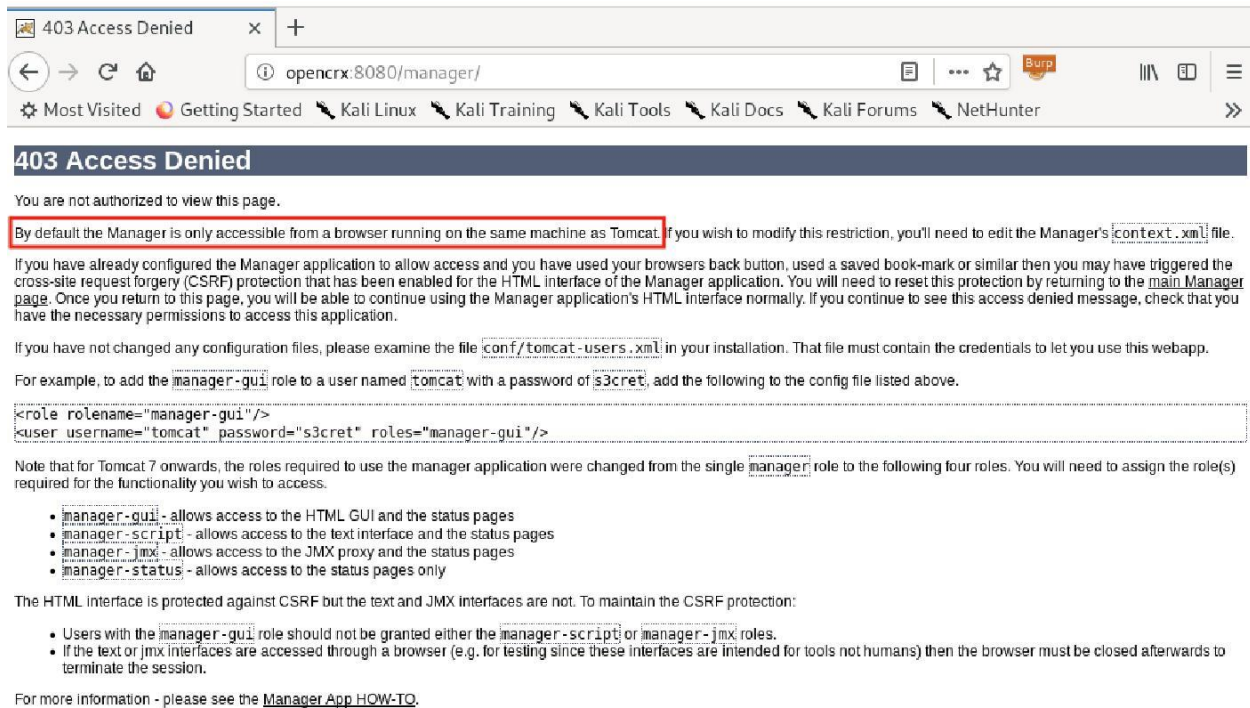 403 Access Denied
opencrx:8080/manager/
Burp
Most Visited Getting Started Kali Linux Kali Training Kali Tools Kali Docs Kali Forums NetHunter
403 Access Denied
You are not authorized to view this page.
By default the Manager is only accessible from a browser running on the same machine as Tomcat. If you wish to modify this restriction, you'll need to edit the Manager's context.xml file.
If you have already configured the Manager application to allow access and you have used your browsers back button, used a saved book-mark or similar then you may have triggered the
cross-site request forgery (CSRF) protection that has been enabled for the HTML interface of the Manager application. You will need to reset this protection by returning to the main Manager
page. Once you return to this page, you will be able to continue using the Manager application's HTML interface normally. If you continue to see this access denied message, check that you
have the necessary permissions to access this application.
If you have not changed any configuration files, please examine the file conf/tomcat-users.xml in your installation. That file must contain the credentials to let you use this webapp.
For example, to add the manager-gui role to a user named tomcat with a password of s3cret, add the following to the config file listed above.
<role rolename="manager-gui"/>
<user username="tomcat" password="s3cret" roles="manager-gui"/>
Note that for Tomcat 7 onwards, the roles required to use the manager application were changed from the single manager role to the following four roles. You will need to assign the role(s)
required for the functionality you wish to access.
• manager-gui - allows access to the HTML GUI and the status pages
• manager-script - allows access to the text interface and the status pages
• manager-jmx - allows access to the JMX proxy and the status pages
• manager-status - allows access to the status pages only
The HTML interface is protected against CSRF but the text and JMX interfaces are not. To maintain the CSRF protection:
• Users with the manager-gui role should not be granted either the manager-script or manager-jmx roles.
• If the text or jmx interfaces are accessed through a browser (e.g. for testing since these interfaces are intended for tools not humans) then the browser must be closed afterwards to
terminate the session.
For more information - please see the Manager App HOW-TO.